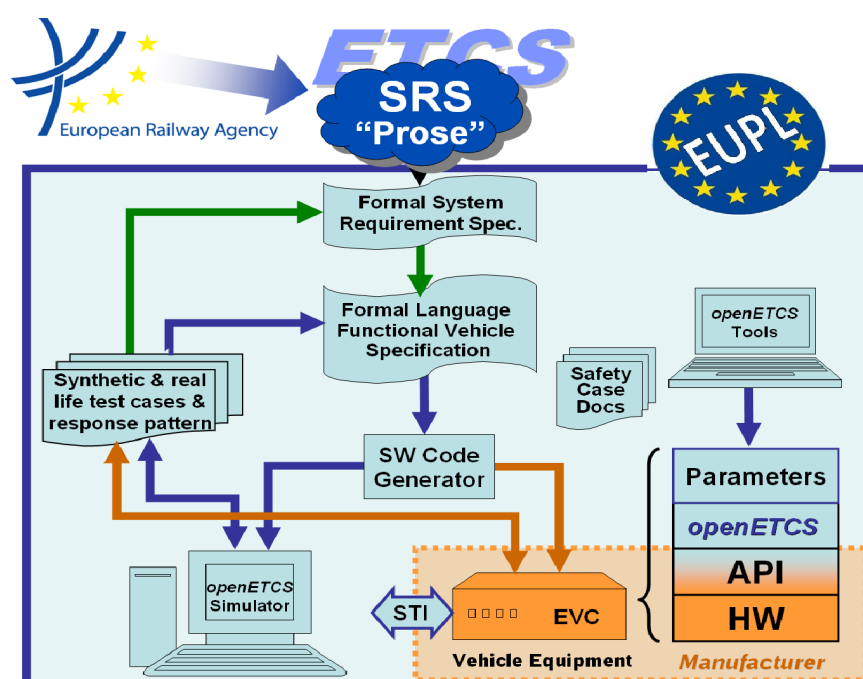 ETCS
European Railway Agency
SRS
“Prose”
EUPL
Formal System
Requirement Spec.
Formal Language
Functional Vehicle
Specification
openETCS
Tools
Synthetic & real
life test cases &
response pattern
Safety
Case
Docs
SW Code
Generator
Parameters
openETCS
API
HW
openETCS
Simulator
STI
EVC
Vehicle Equipment
Manufacturer